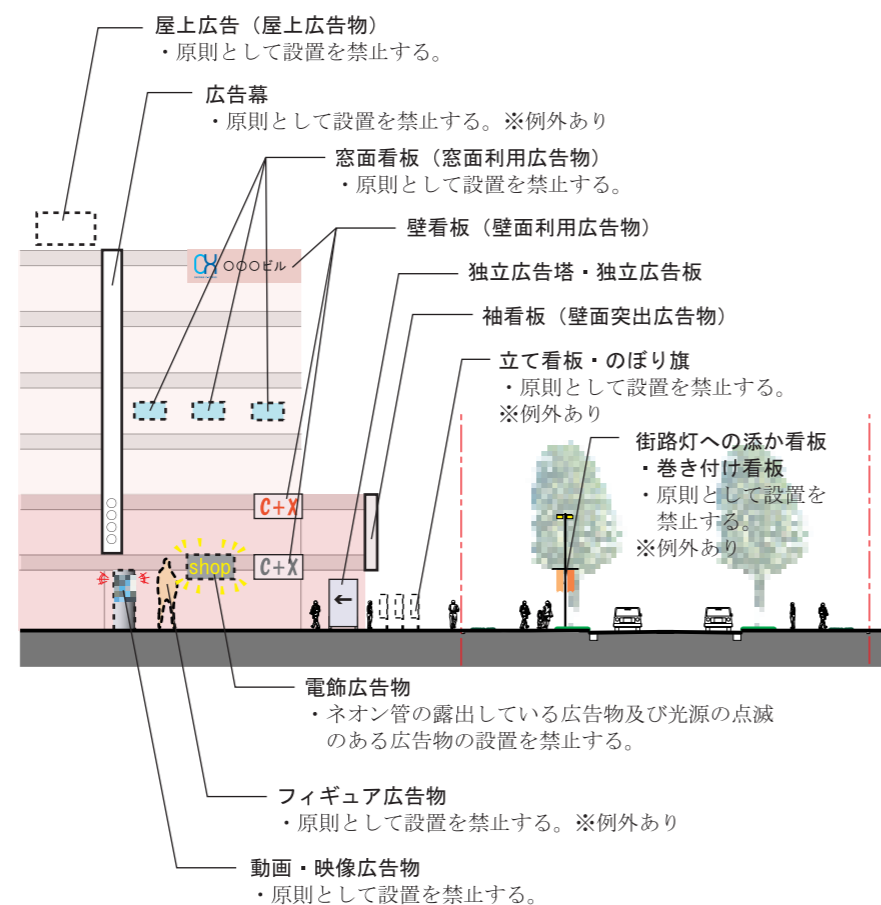 屋上広告（屋上広告物）
・原則として設置を禁止する。
広告幕
・原則として設置を禁止する。※例外あり
窓面看板（窓面利用広告物）
・原則として設置を禁止する。
壁看板（壁面利用広告物）
CX ○○○ビル
独立広告塔・独立広告板
袖看板（壁面突出広告物）
立て看板・のぼり旗
・原則として設置を禁止する。
※例外あり
街路灯への添か看板
・巻き付け看板
・原則として設置を
禁止する。
※例外あり
○○○○
C+X
shop
C+X
←
電飾広告物
・ネオン管の露出している広告物及び光源の点滅
のある広告物の設置を禁止する。
フィギュア広告物
・原則として設置を禁止する。※例外あり
動画・映像広告物
・原則として設置を禁止する。